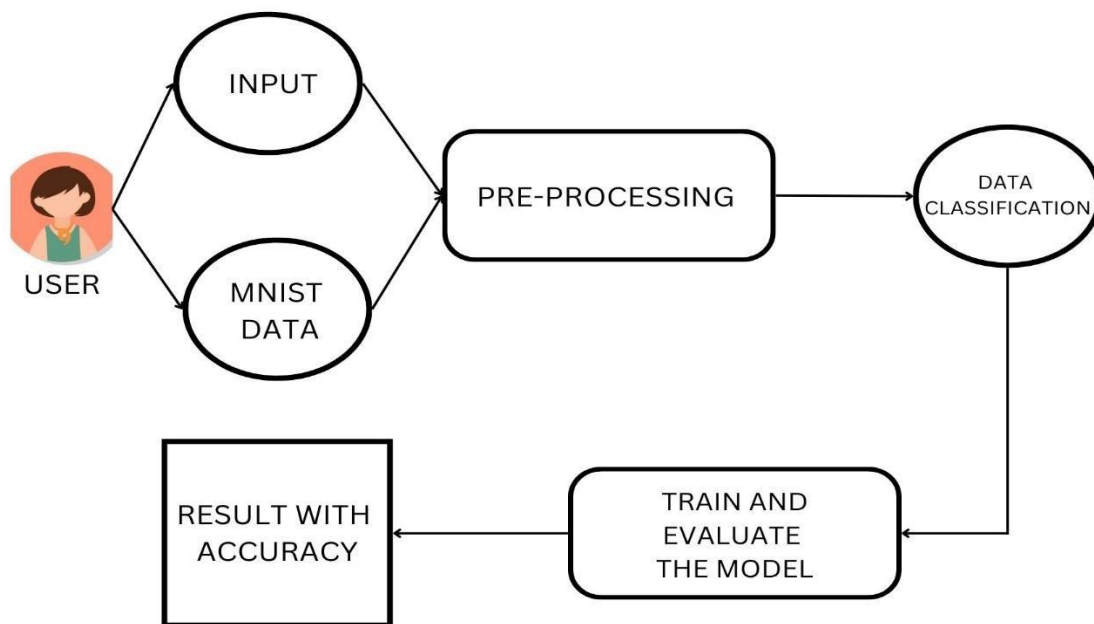 INPUT
USER
MNIST
DATA
PRE-PROCESSING
DATA
CLASSIFICATION
TRAIN AND
EVALUATE
THE MODEL
RESULT WITH
ACCURACY